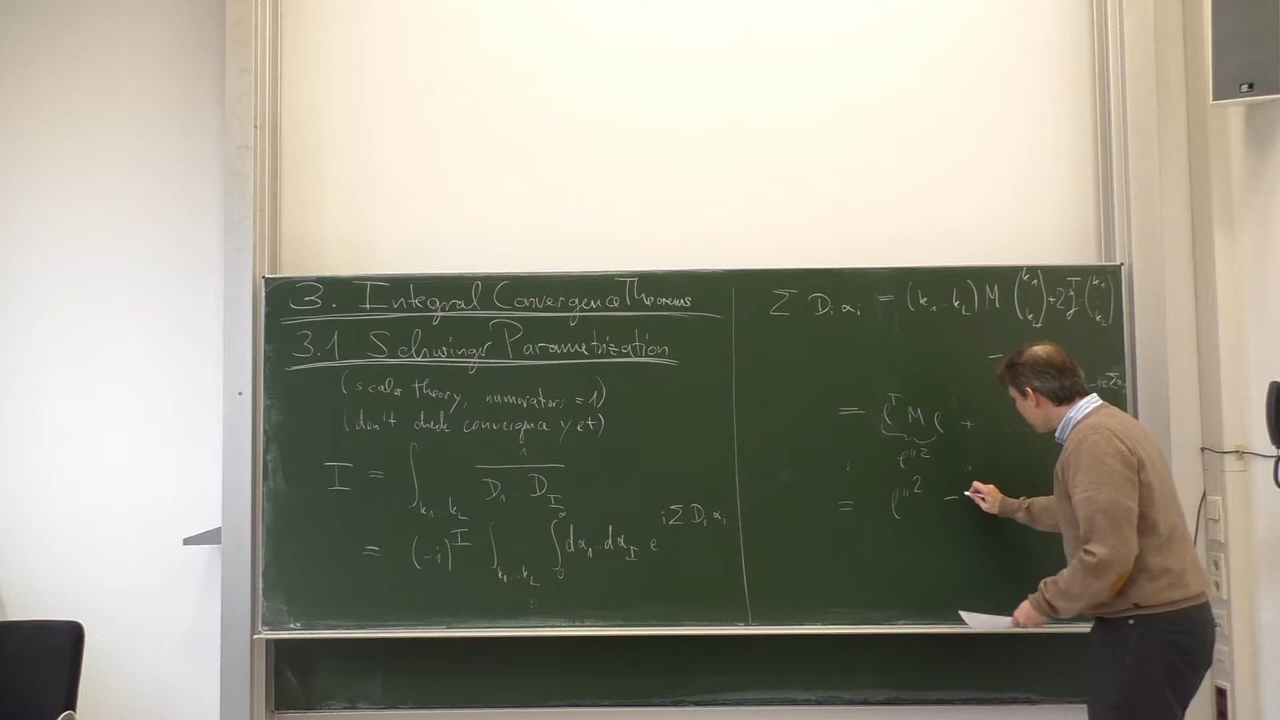 3. Integral Convergence Theorems
3.1 Schwinger Parametrization
(scalar theory, numerators = 1)
(don't check convergence yet)
I = ∫_{k_1...k_L} 1 / (D_1 ... D_I)
= (-i)^I ∫_{k_1...k_L} ∫_0^∞ dα_1...dα_I e^{i Σ D_i α_i}
Σ D_i α_i = (k_1...k_L) M (k_1 ⋮ k_L) + 2 J^T · (k_1 ⋮ k_L)
−
= ℓ^T M ℓ +
ℓ''^2
= ℓ''^2 −